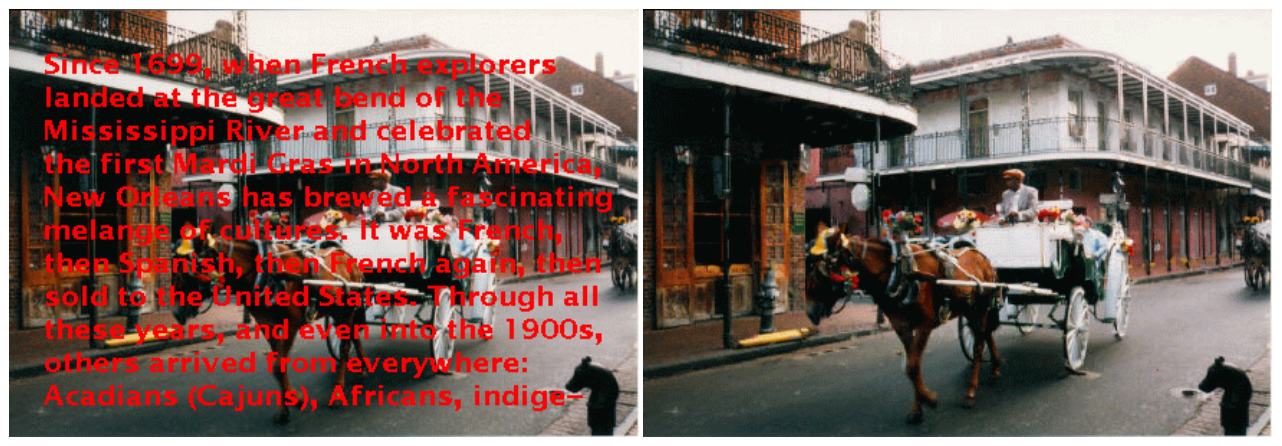 Since 1699, when French explorers
landed at the great bend of the
Mississippi River and celebrated
the first Mardi Gras in North America,
New Orleans has brewed a fascinating
melange of cultures. It was French,
then Spanish, then French again, then
sold to the United States. Through all
these years, and even into the 1900s,
others arrived from everywhere:
Acadians (Cajuns), Africans, indige-